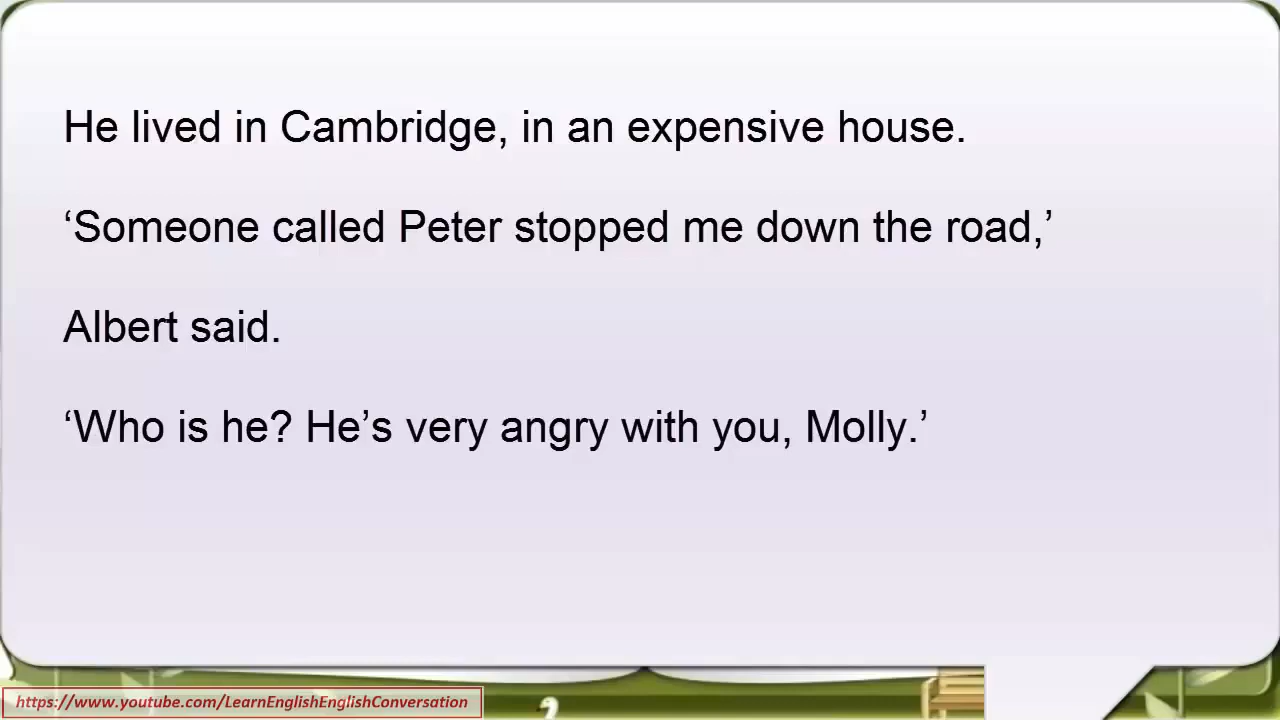 He lived in Cambridge, in an expensive house.
‘Someone called Peter stopped me down the road,’
Albert said.
‘Who is he? He’s very angry with you, Molly.’
https://www.youtube.com/LearnEnglishEnglishConversation